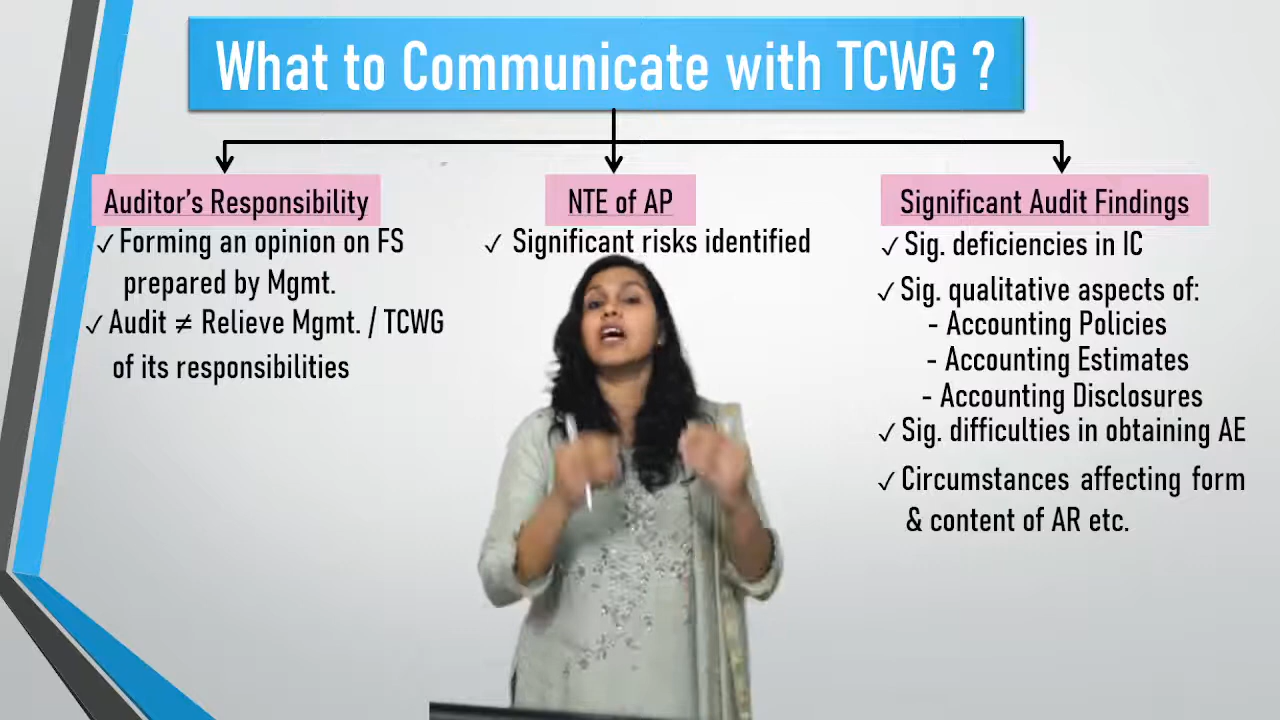 What to Communicate with TCWG ?
Auditor's Responsibility
✓ Forming an opinion on FS
prepared by Mgmt.
✓ Audit ≠ Relieve Mgmt. / TCWG
of its responsibilities
NTE of AP
✓ Significant risks identified
Significant Audit Findings
✓ Sig. deficiencies in IC
✓ Sig. qualitative aspects of:
- Accounting Policies
- Accounting Estimates
- Accounting Disclosures
✓ Sig. difficulties in obtaining AE
✓ Circumstances affecting form
& content of AR etc.